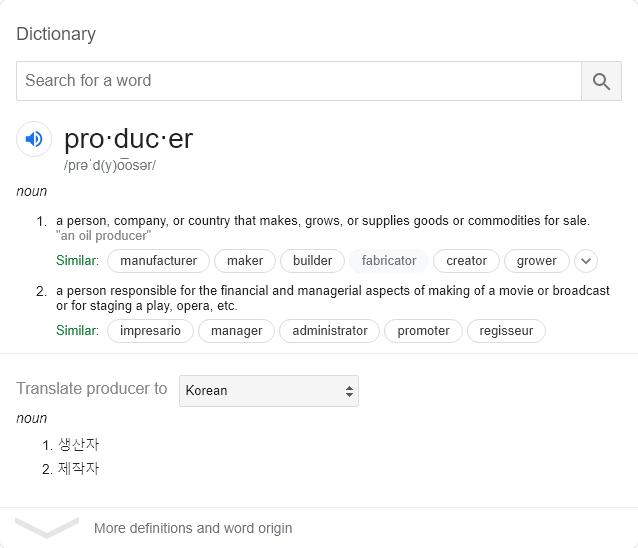 Dictionary
Search for a word
pro·duc·er
/prəˈd(y)o͞osər/
noun
1. a person, company, or country that makes, grows, or supplies goods or commodities for sale.
"an oil producer"
Similar: manufacturer maker builder fabricator creator grower
2. a person responsible for the financial and managerial aspects of making of a movie or broadcast
or for staging a play, opera, etc.
Similar: impresario manager administrator promoter regisseur
Translate producer to Korean
noun
1. 생산자
2. 제작자
More definitions and word origin